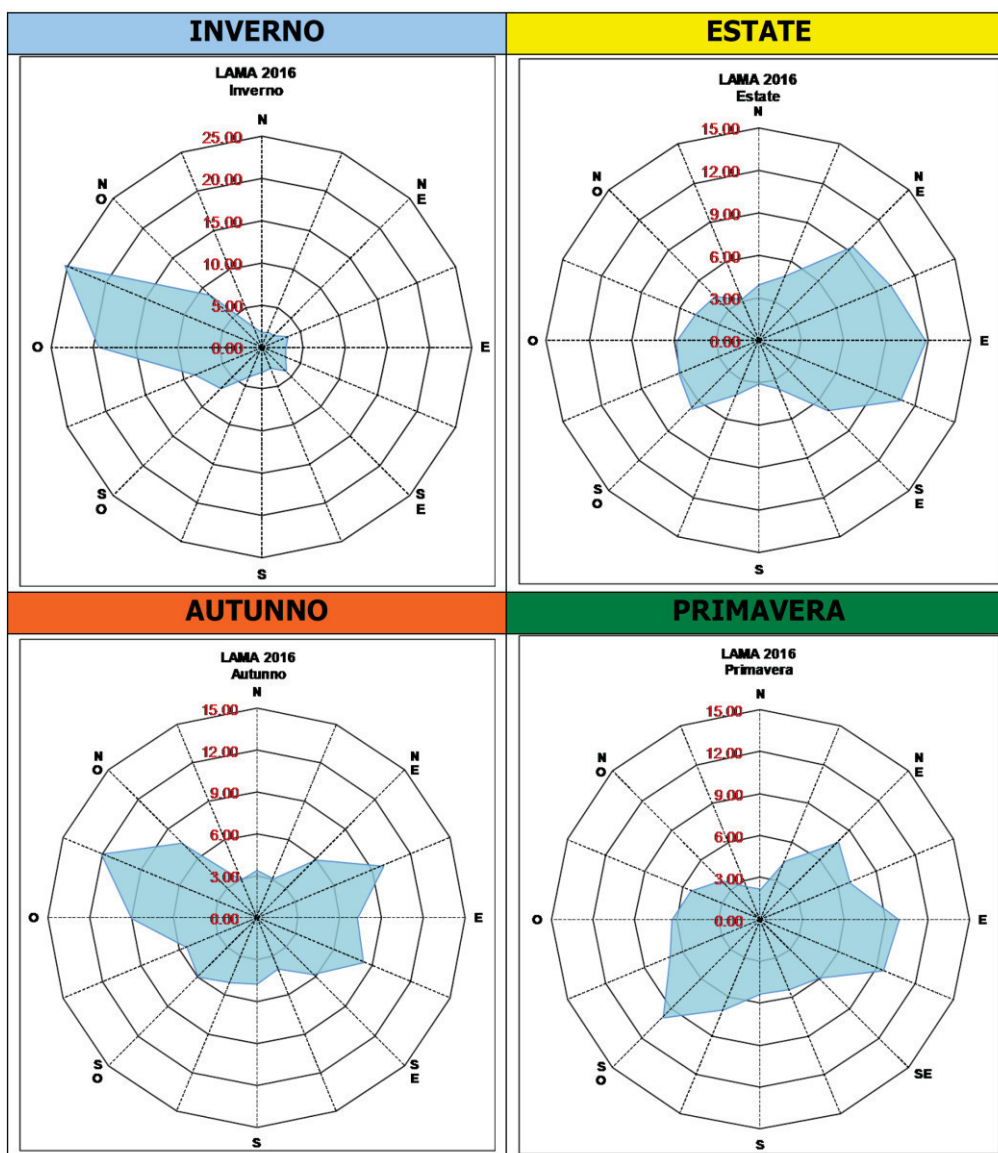 INVERNO
LAMA 2016
Inverno
N
25.00
20.00
15.00
10.00
5.00
0.00
N
O
N
E
O
E
S
O
S
E
S
ESTATE
LAMA 2016
Estate
N
15.00
12.00
9.00
6.00
3.00
0.00
N
O
N
E
O
E
S
O
S
E
S
AUTUNNO
LAMA 2016
Autunno
N
15.00
12.00
9.00
6.00
3.00
0.00
N
O
N
E
O
E
S
O
S
E
S
PRIMAVERA
LAMA 2016
Primavera
N
15.00
12.00
9.00
6.00
3.00
0.00
N
O
N
E
O
E
S
O
SE
S